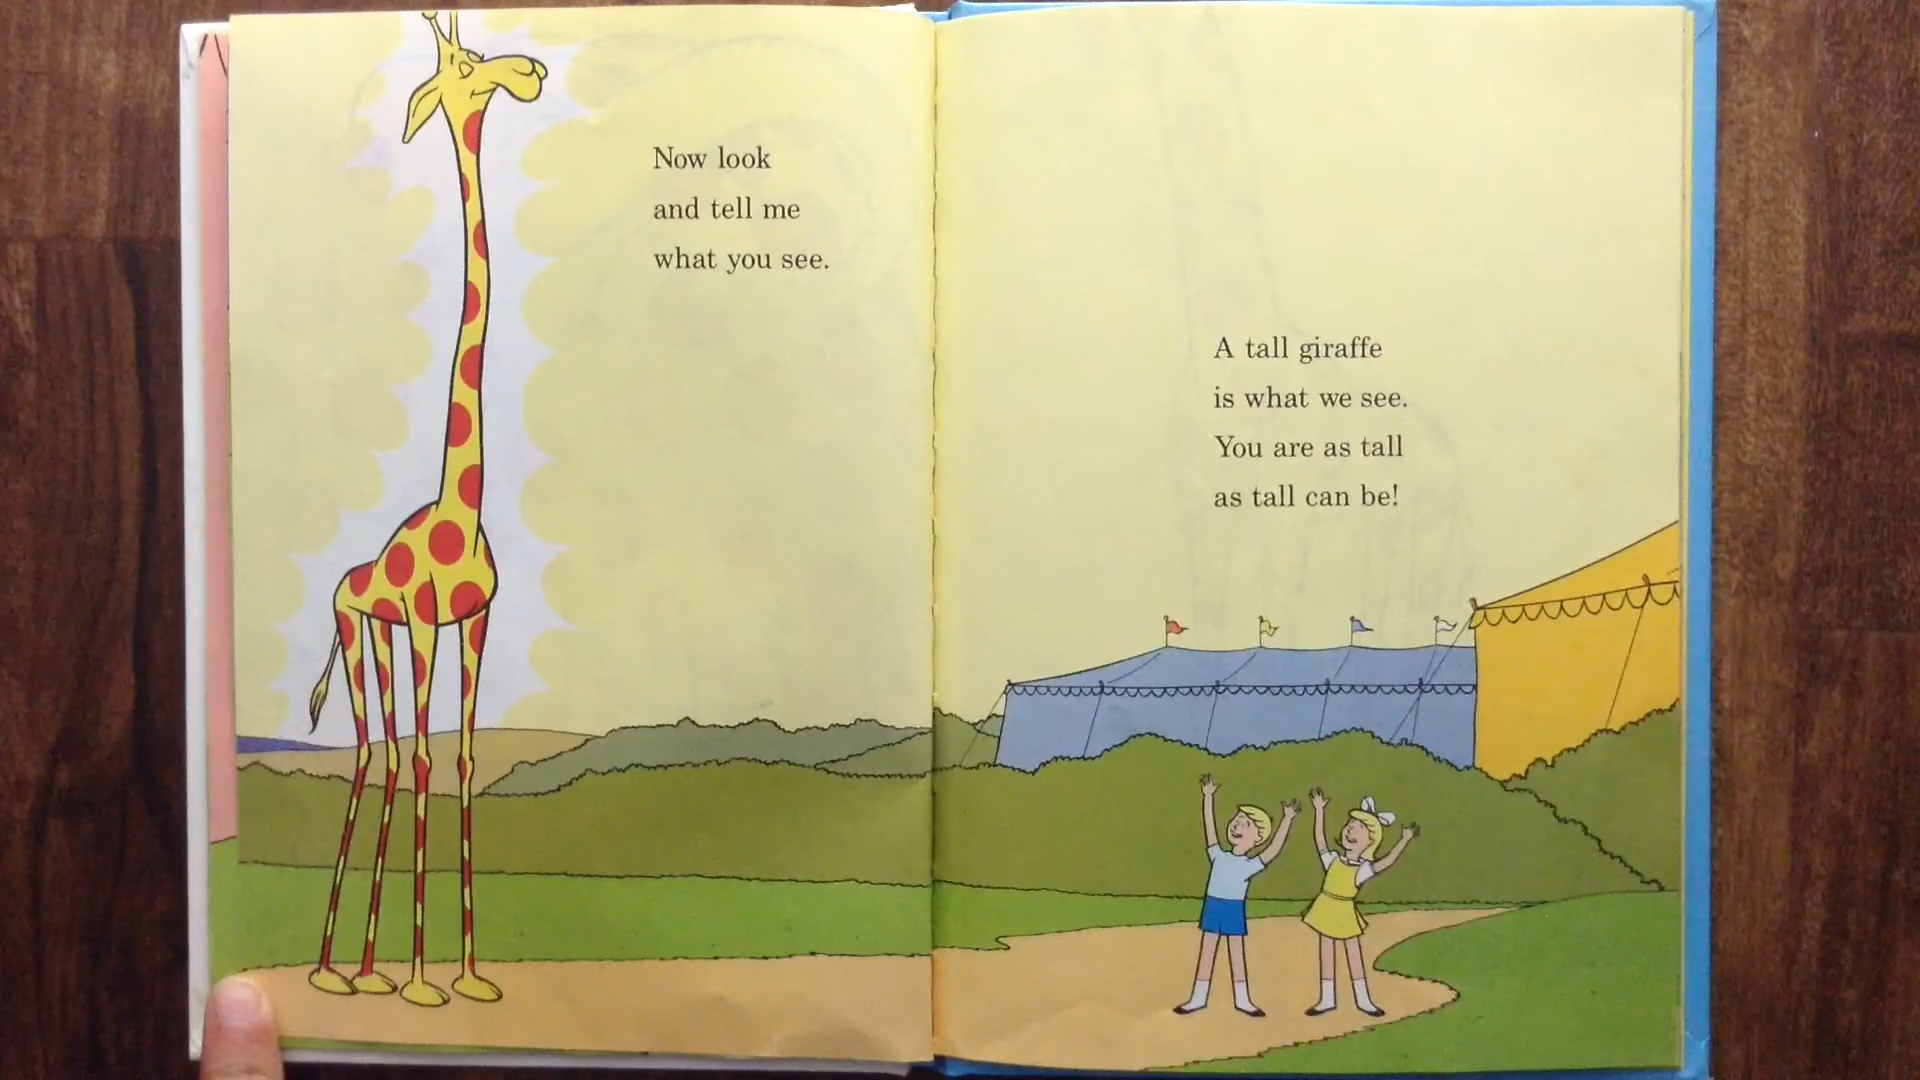 Now look
and tell me
what you see.
A tall giraffe
is what we see.
You are as tall
as tall can be!